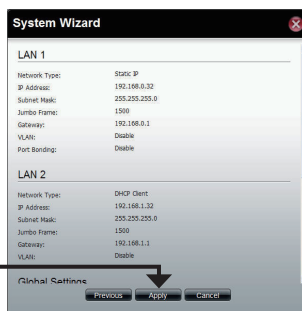 System Wizard
LAN 1
Network Type: Static IP
IP Address: 192.168.0.32
Subnet Mask: 255.255.255.0
Jumbo Frame: 1500
Gateway: 192.168.0.1
VLAN: Disable
Port Bonding: Disable
LAN 2
Network Type: DHCP Client
IP Address: 192.168.1.32
Subnet Mask: 255.255.255.0
Jumbo Frame: 1500
Gateway: 192.168.1.1
VLAN: Disable
Global Settings
Previous Apply Cancel